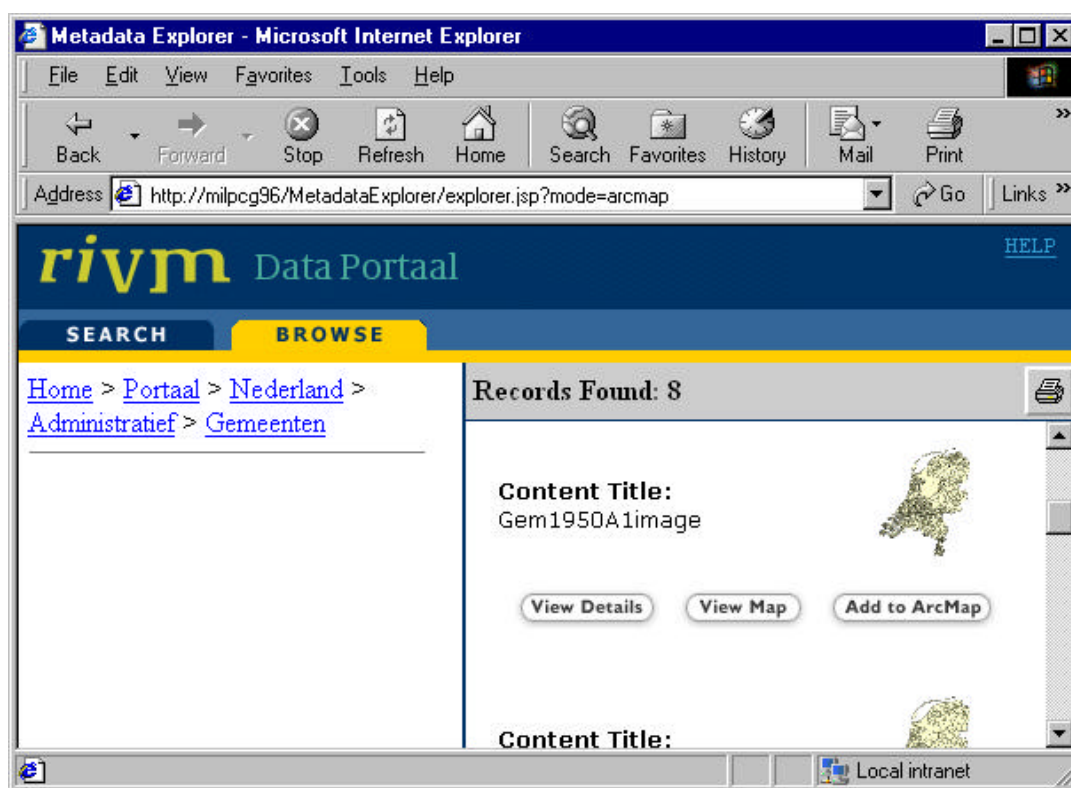 Metadata Explorer - Microsoft Internet Explorer
File Edit View Favorites Tools Help
Back Forward Stop Refresh Home Search Favorites History Mail Print »
Address http://milpcg96/MetadataExplorer/explorer.jsp?mode=arcmap Go Links »
rivm Data Portaal HELP
SEARCH BROWSE
Home > Portaal > Nederland >
Administratief > Gemeenten
Records Found: 8
Content Title:
Gem1950A1image
View Details View Map Add to ArcMap
Content Title:
Local intranet